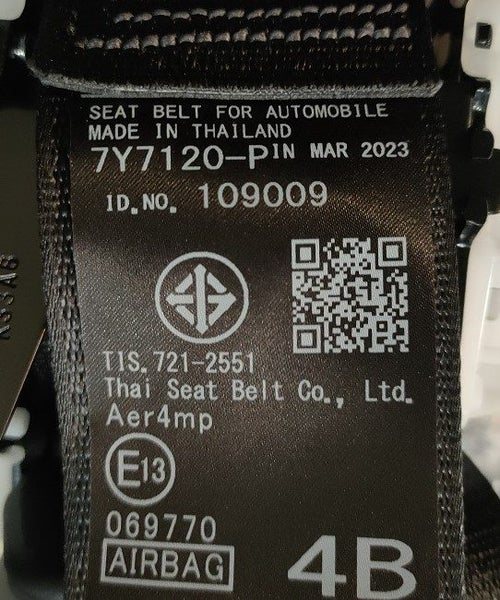 SEAT BELT FOR AUTOMOBILE
MADE IN THAILAND
7Y7120-P IN MAR 2023
ID.NO. 109009
TIS.721-2551
Thai Seat Belt Co., Ltd.
Aer4mp
E13
069770
AIRBAG
4B